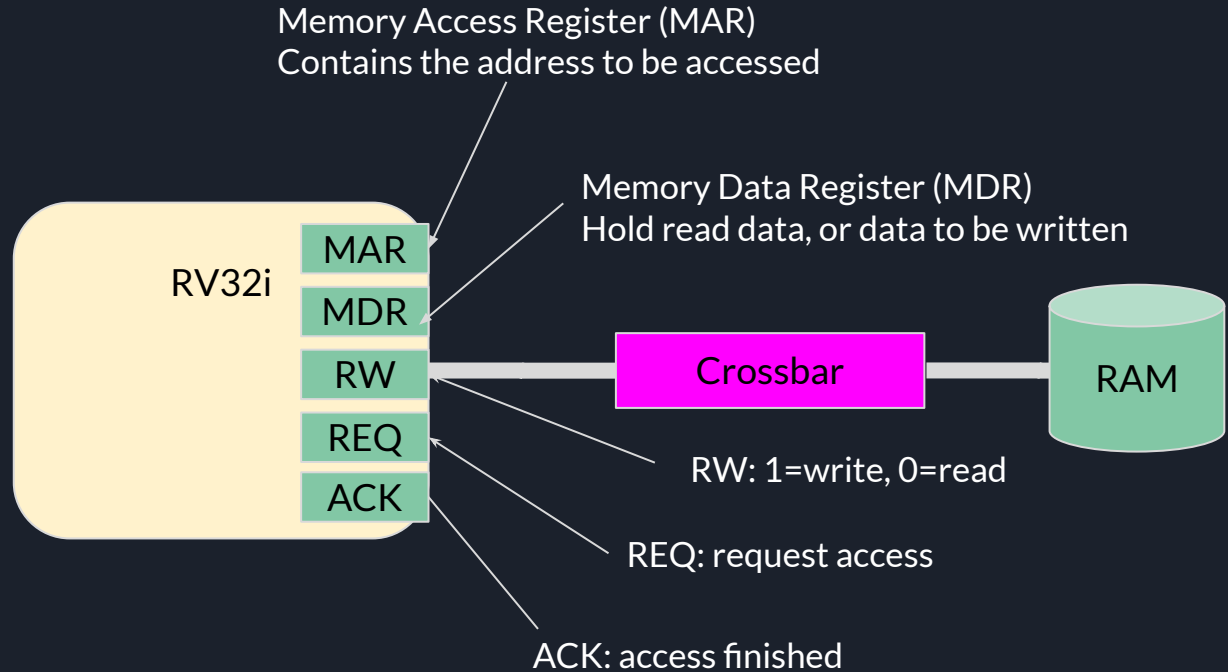 Memory Access Register (MAR)
Contains the address to be accessed
Memory Data Register (MDR)
Hold read data, or data to be written
RV32i
MAR
MDR
RW
REQ
ACK
Crossbar
RAM
RW: 1=write, 0=read
REQ: request access
ACK: access finished